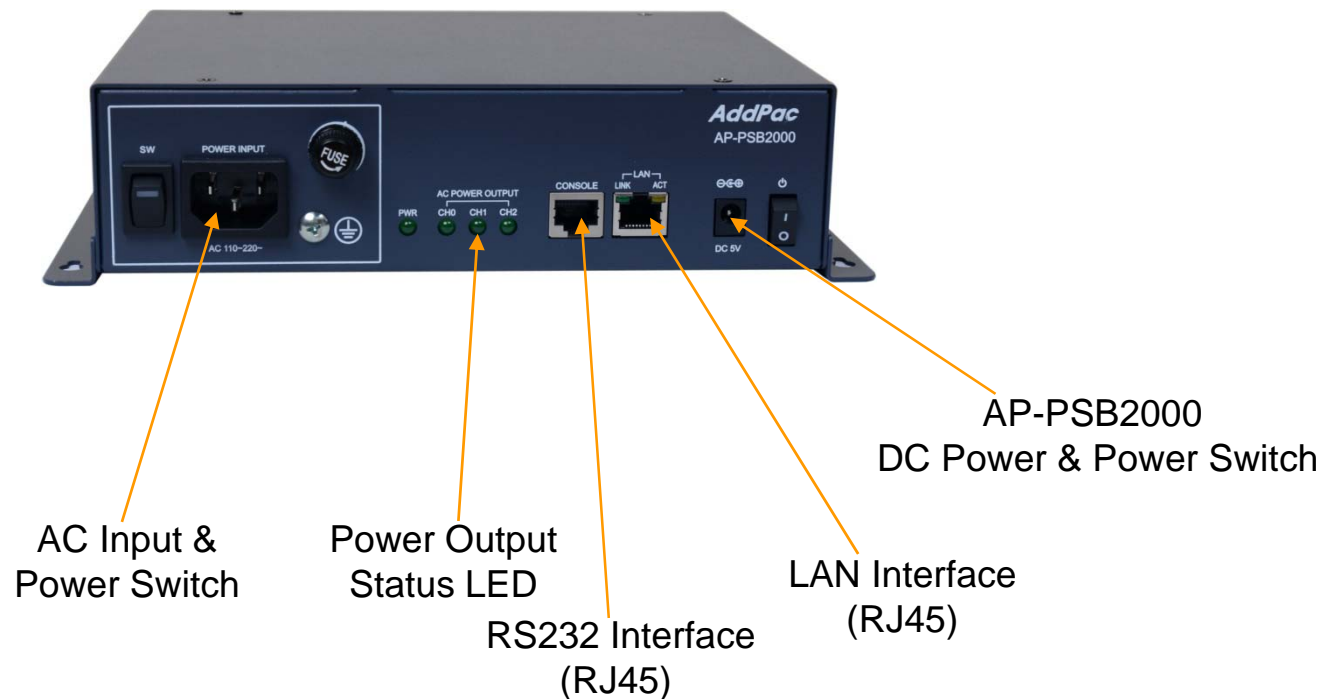 AddPac
AP-PSB2000
SW
POWER INPUT
FUSE
AC 110~220~
AC POWER OUTPUT
PWR CH0 CH1 CH2
CONSOLE
LAN
LINK ACT
DC 5V
I
O
AP-PSB2000
DC Power & Power Switch
AC Input &
Power Switch
Power Output
Status LED
LAN Interface
(RJ45)
RS232 Interface
(RJ45)